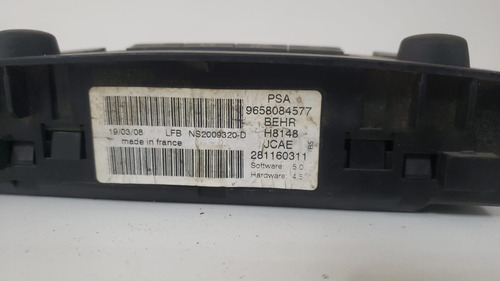 PSA
9658084577
BEHR
19/03/08 LFB NS2009320-D H8148
made in france JCAE
281160311
Software: 5.0
Hardware: 4.5